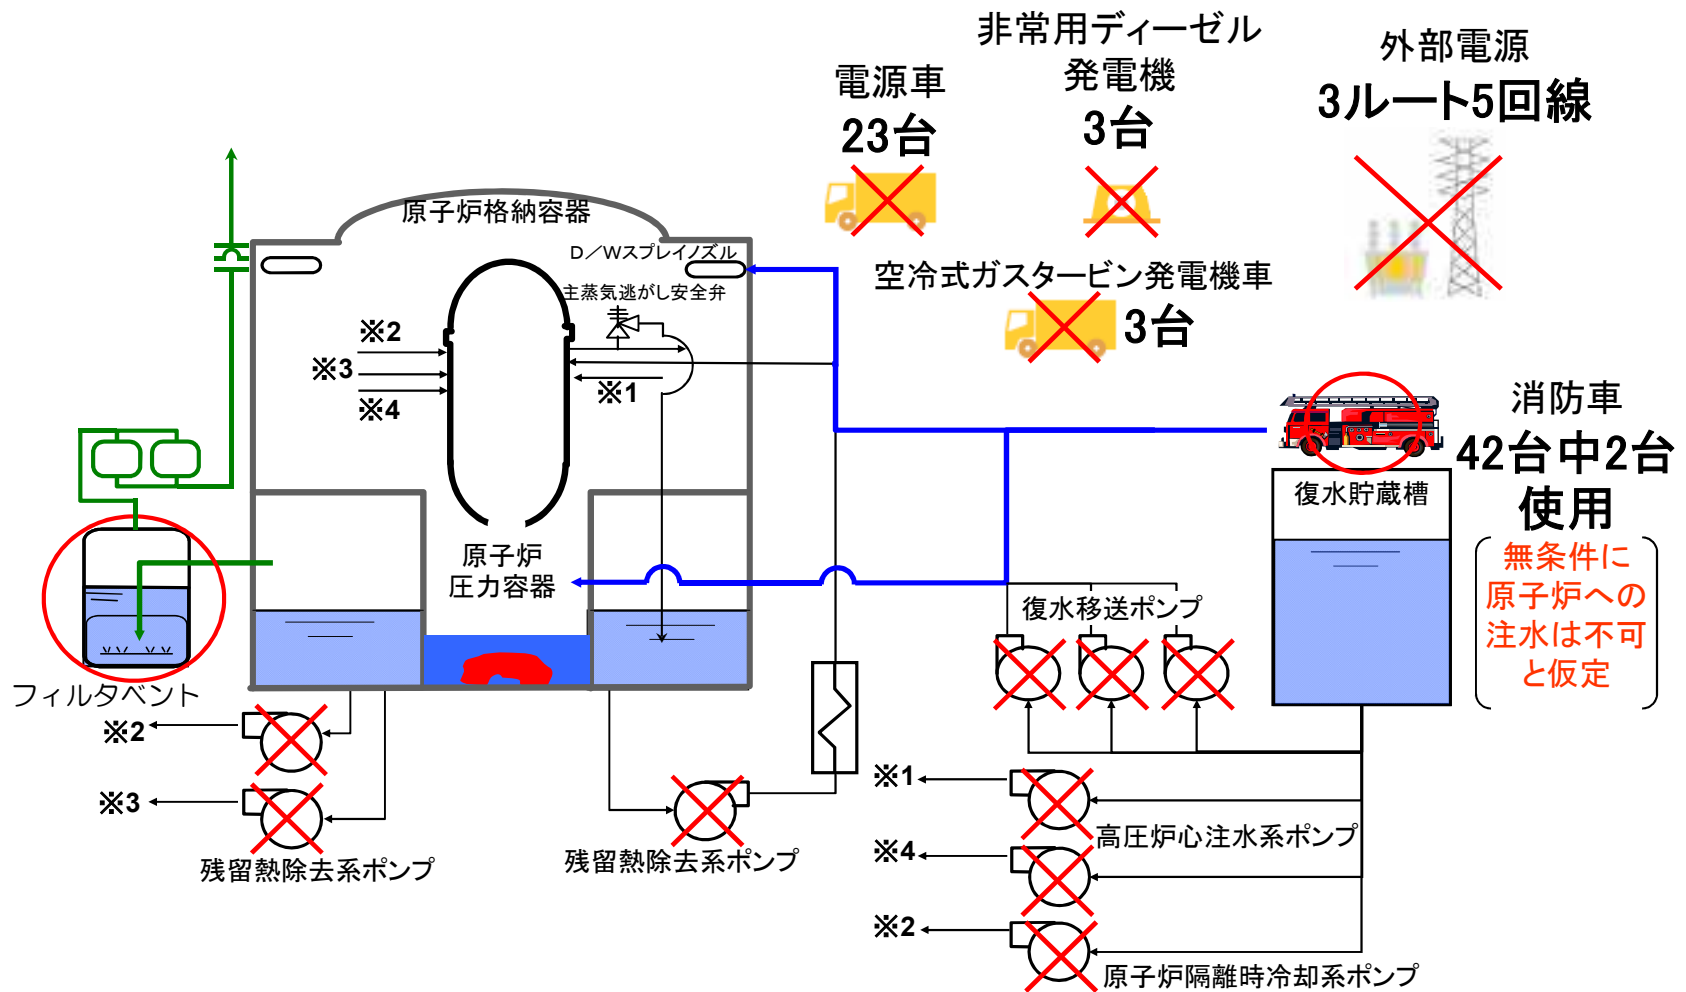 非常用ディーゼル
発電機
3台
電源車
23台
外部電源
3ルート5回線
空冷式ガスタービン発電機車
3台
原子炉格納容器
D／Wスプレイノズル
主蒸気逃がし安全弁
※2
※3
※4
※1
消防車
42台中2台
使用
無条件に
原子炉への
注水は不可
と仮定
復水貯蔵槽
原子炉
圧力容器
復水移送ポンプ
フィルタベント
※2
※3
残留熱除去系ポンプ
残留熱除去系ポンプ
※1
高圧炉心注水系ポンプ
※4
※2
原子炉隔離時冷却系ポンプ